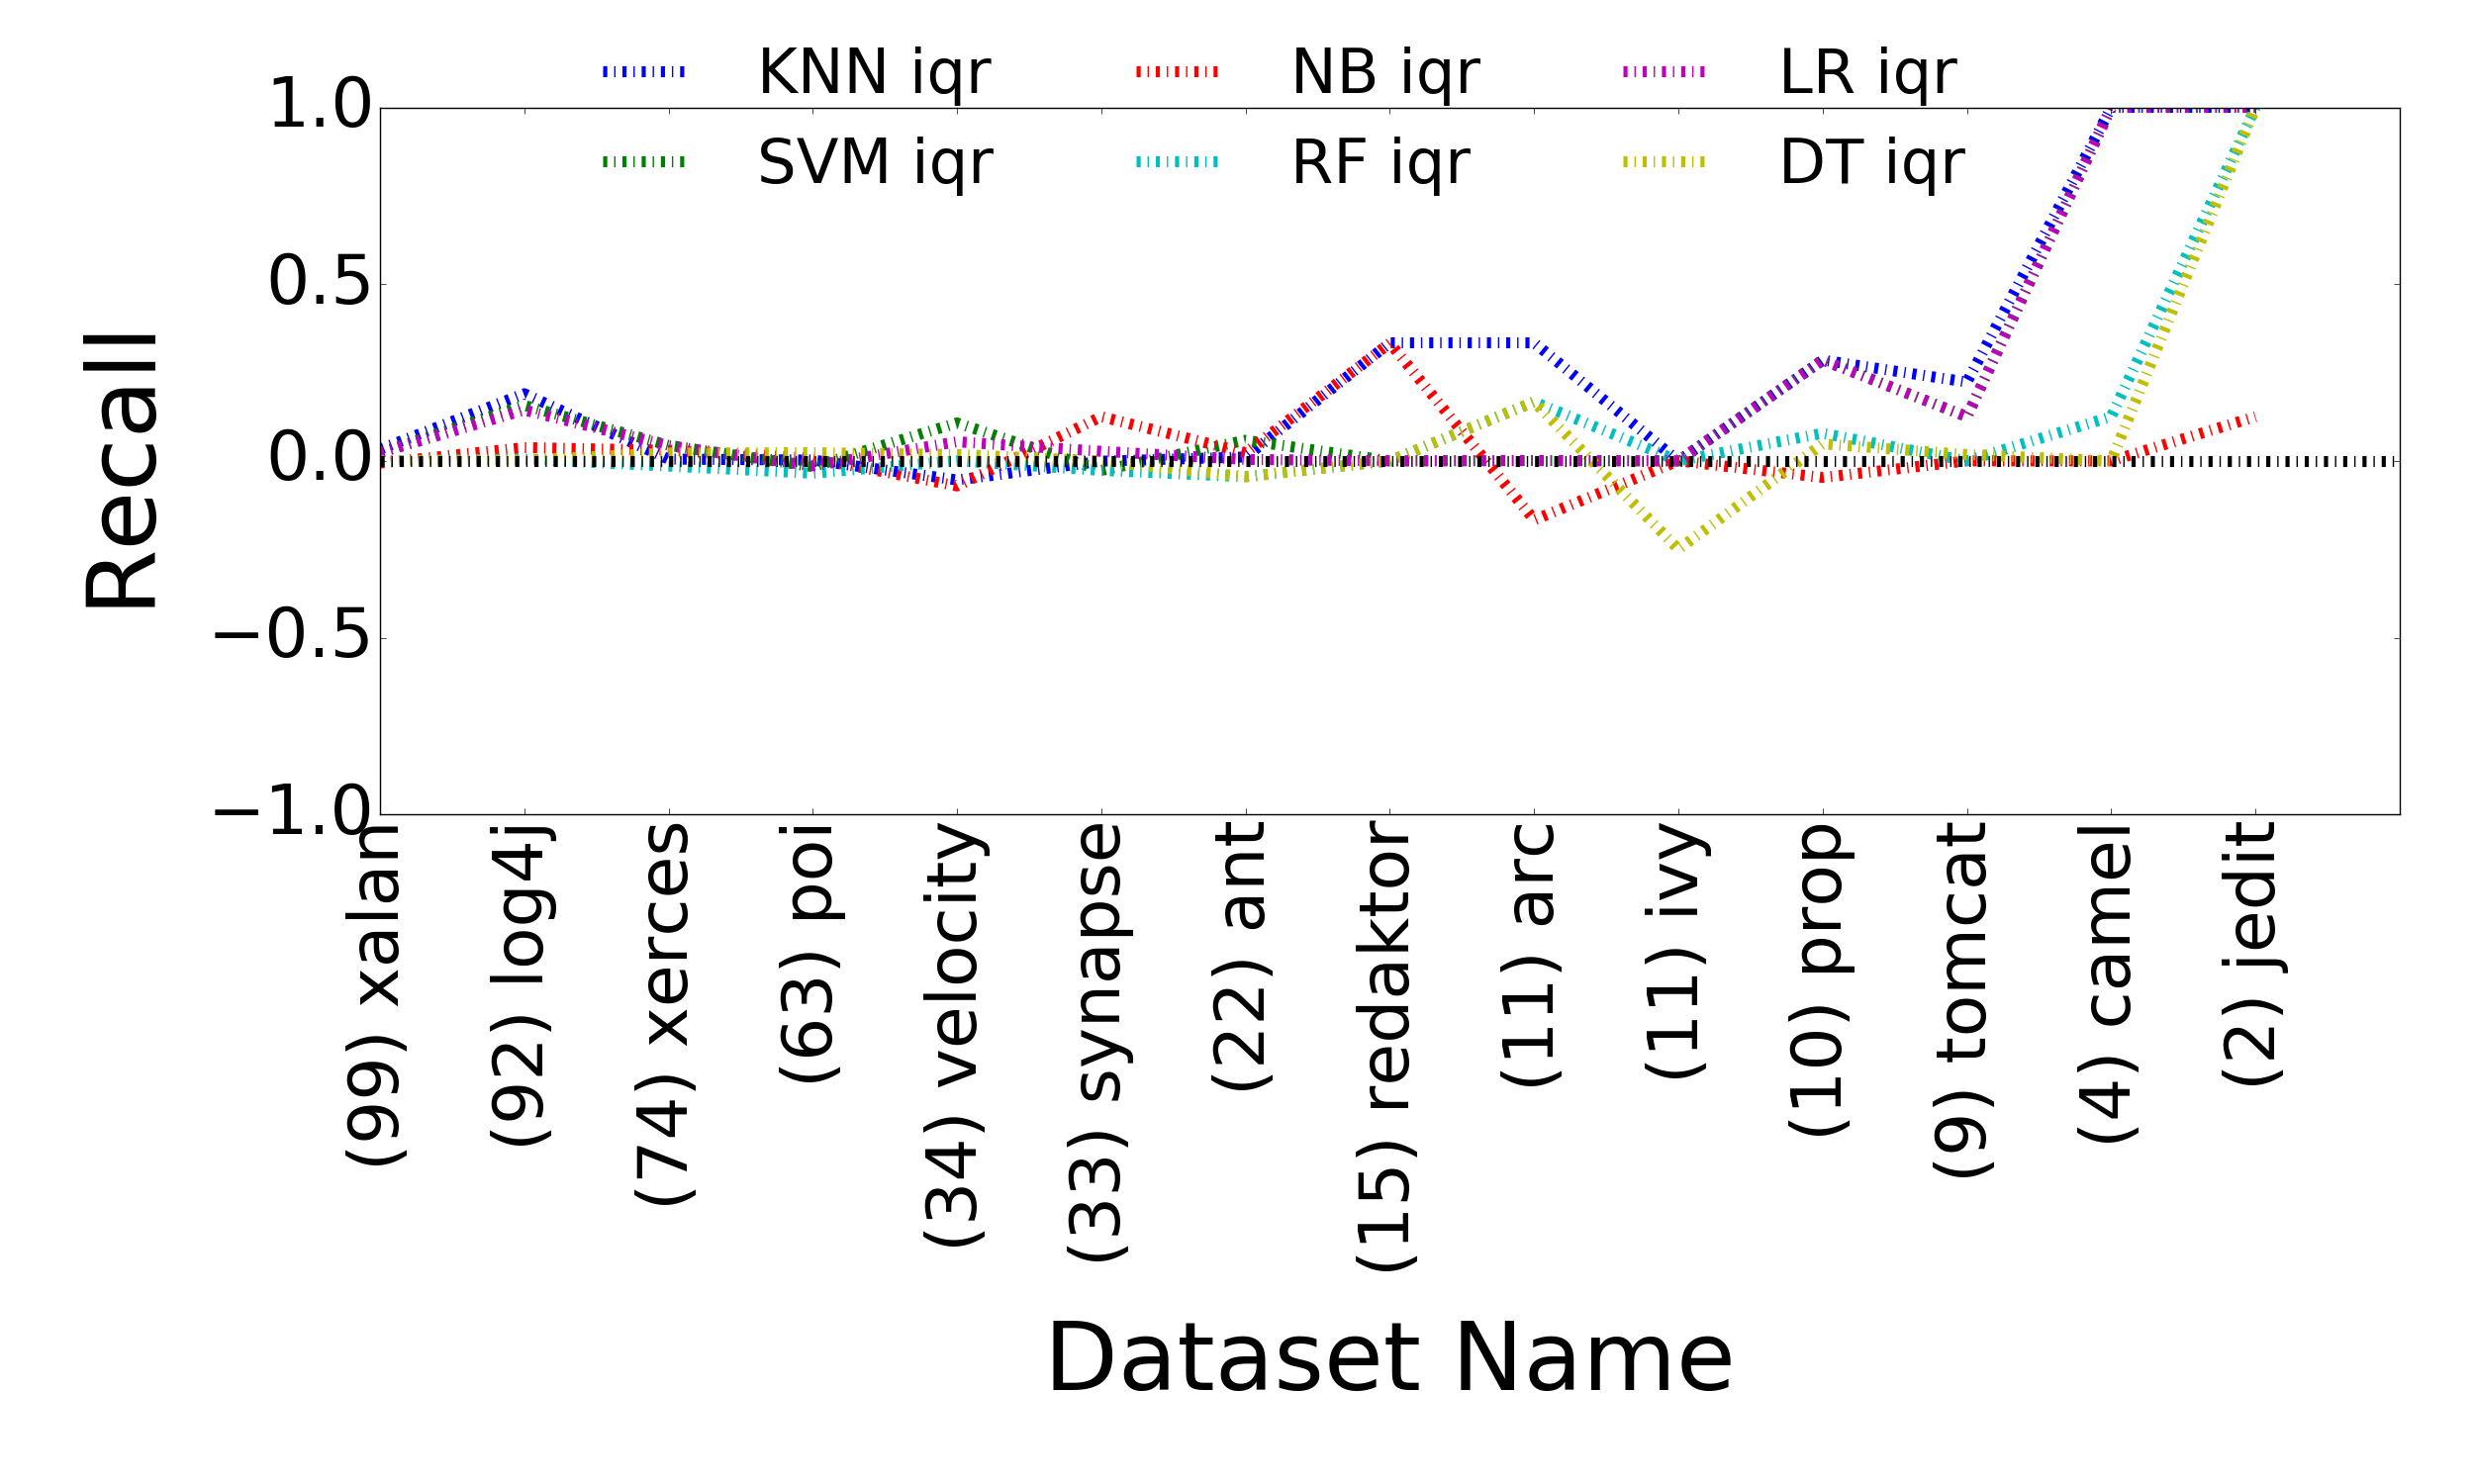 KNN iqr NB iqr LR iqr
SVM iqr RF iqr DT iqr
1.0
0.5
0.0
−0.5
−1.0
Recall
(99) xalan
(92) log4j
(74) xerces
(63) poi
(34) velocity
(33) synapse
(22) ant
(15) redaktor
(11) arc
(11) ivy
(10) prop
(9) tomcat
(4) camel
(2) jedit
Dataset Name